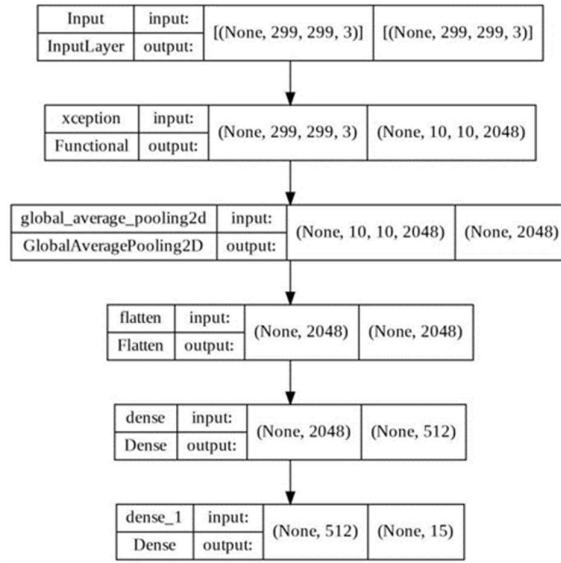 Input input: [(None, 299, 299, 3)] [(None, 299, 299, 3)]
InputLayer output:
xception input: (None, 299, 299, 3) (None, 10, 10, 2048)
Functional output:
global_average_pooling2d input: (None, 10, 10, 2048) (None, 2048)
GlobalAveragePooling2D output:
flatten input: (None, 2048) (None, 2048)
Flatten output:
dense input: (None, 2048) (None, 512)
Dense output:
dense_1 input: (None, 512) (None, 15)
Dense output: